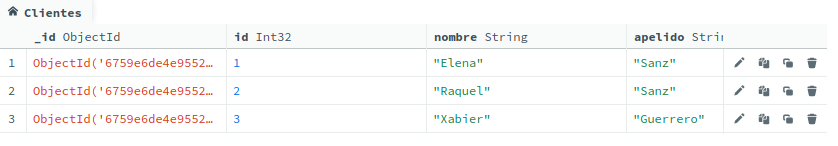 Clientes
_id ObjectId id Int32 nombre String apelido Strin
1 ObjectId('6759e6de4e9552… 1 "Elena" "Sanz"
2 ObjectId('6759e6de4e9552… 2 "Raquel" "Sanz"
3 ObjectId('6759e6de4e9552… 3 "Xabier" "Guerrero"